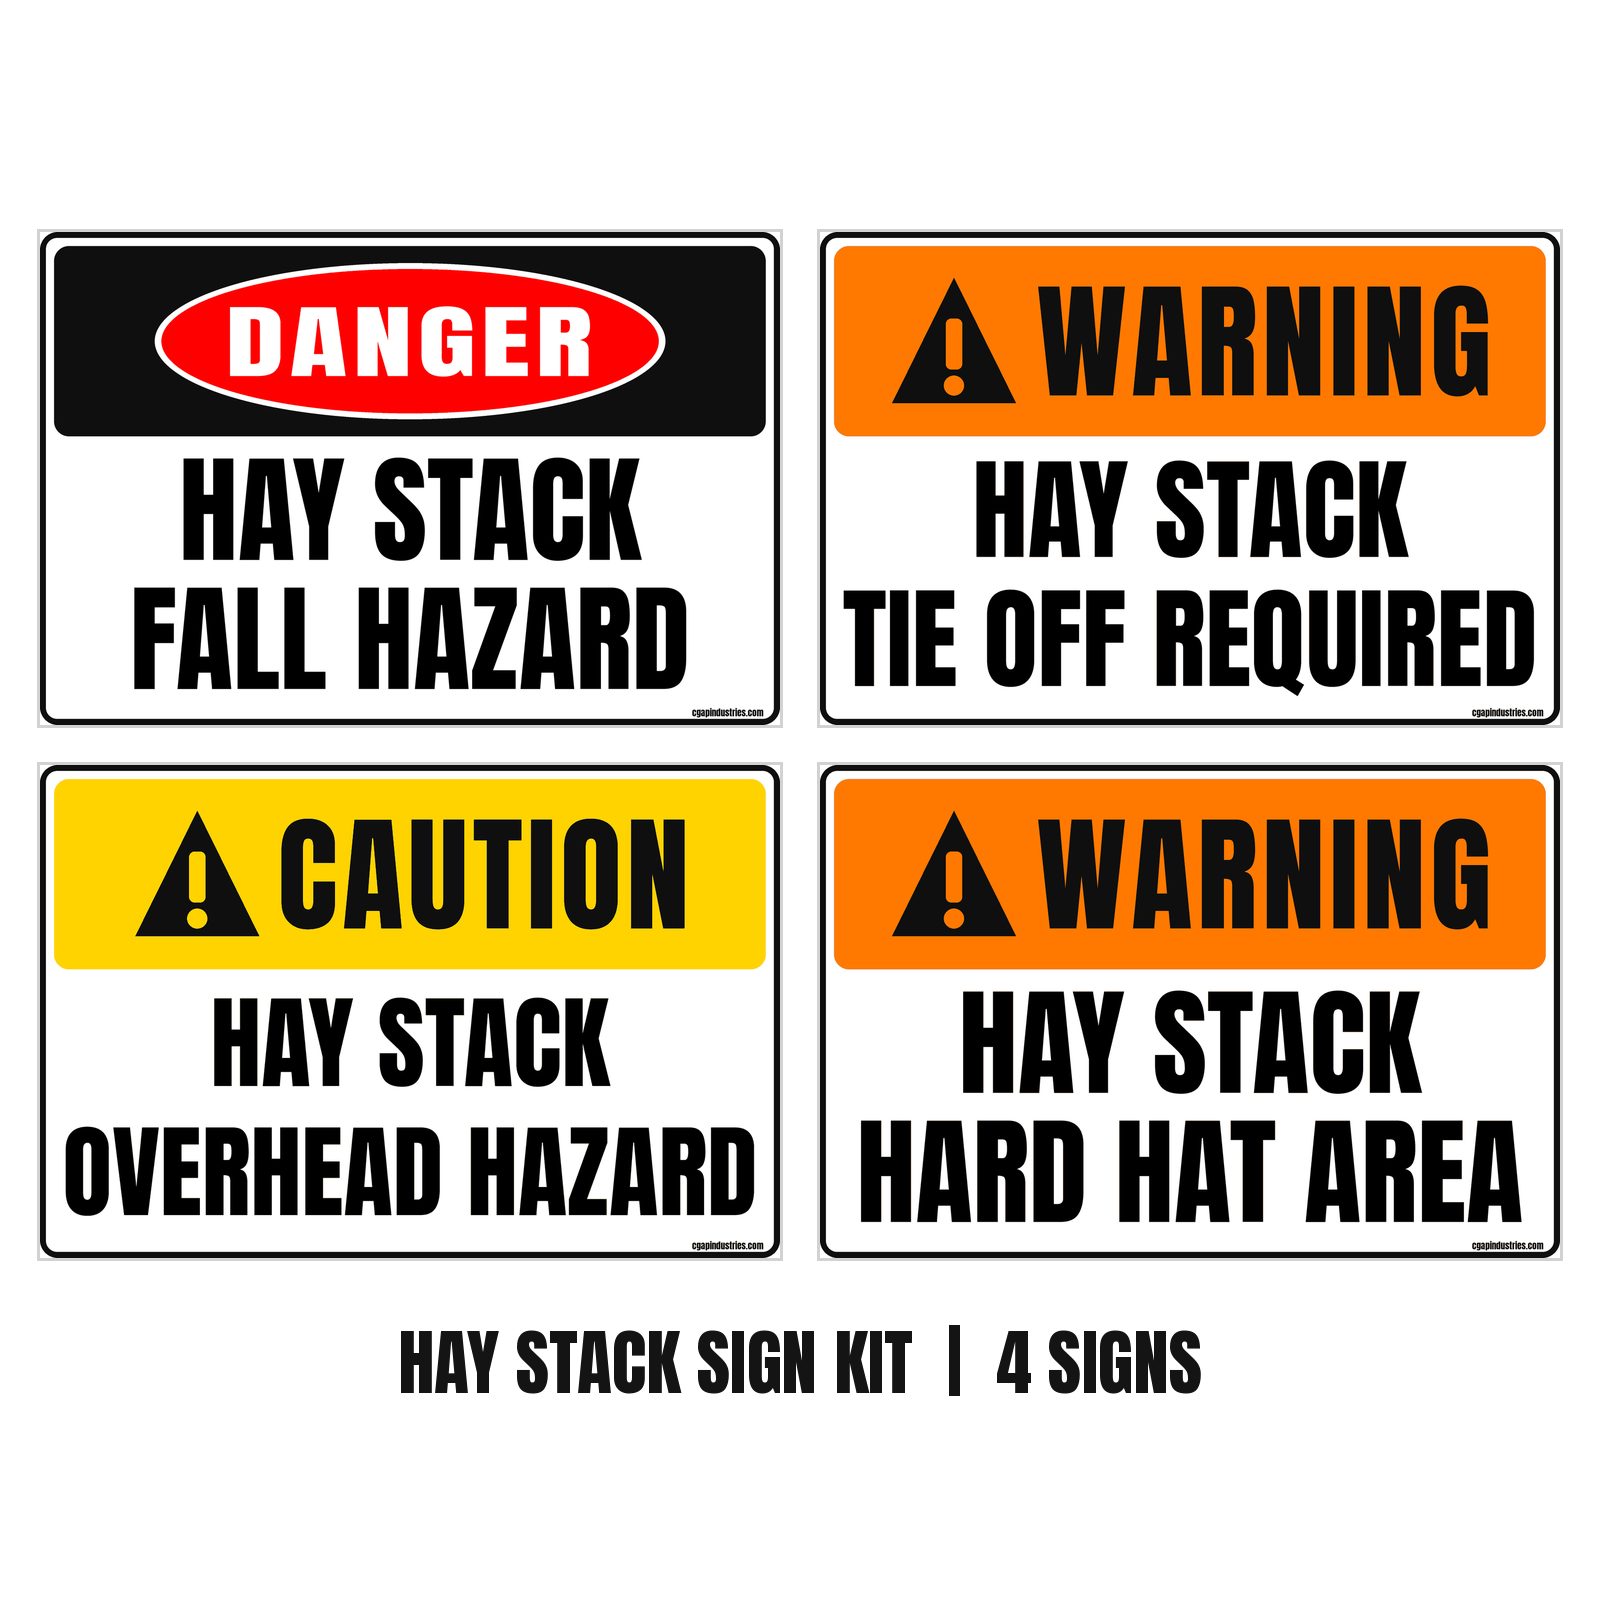 DANGER
HAY STACK
FALL HAZARD
cgapindustries.com
WARNING
HAY STACK
TIE OFF REQUIRED
cgapindustries.com
CAUTION
HAY STACK
OVERHEAD HAZARD
cgapindustries.com
WARNING
HAY STACK
HARD HAT AREA
cgapindustries.com
HAY STACK SIGN KIT | 4 SIGNS